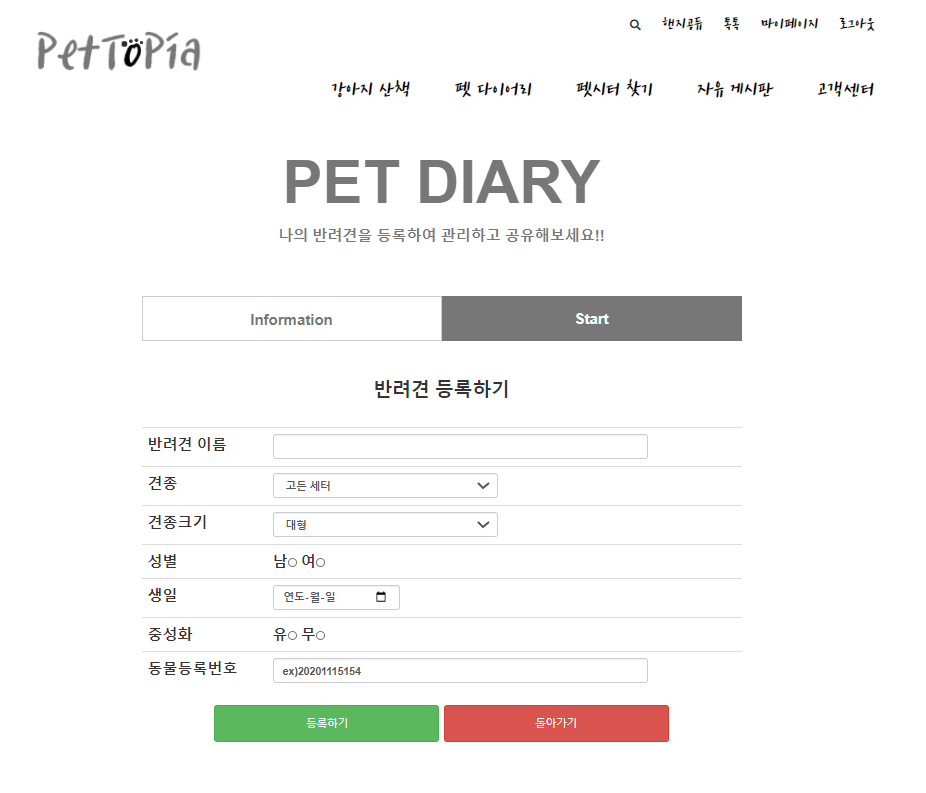 핸지공듀 톡톡 마이페이지 로그아웃
PetToPia
강아지 산책 펫 다이어리 펫시터 찾기 자유 게시판 고객센터
PET DIARY
나의 반려견을 등록하여 관리하고 공유해보세요!!
Information Start
반려견 등록하기
반려견 이름
견종 고든 세터
견종크기 대형
성별 남 여
생일 연도-월-일
중성화 유 무
동물등록번호 ex)20201115154
등록하기 돌아가기